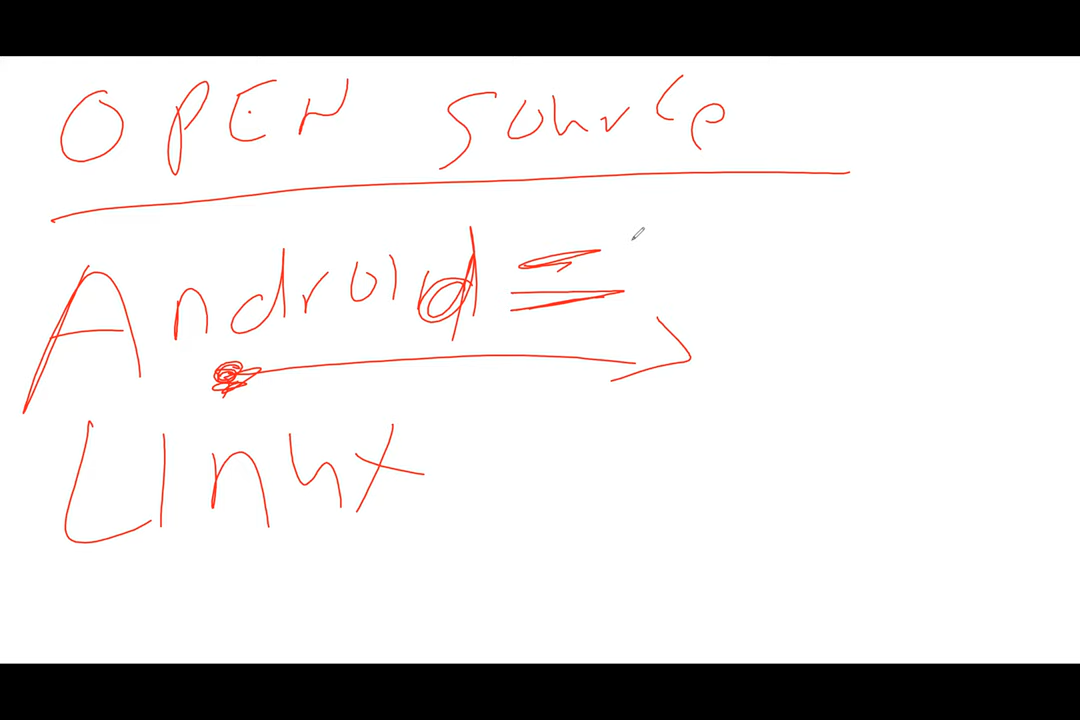 OPEN source
Android =
Linux